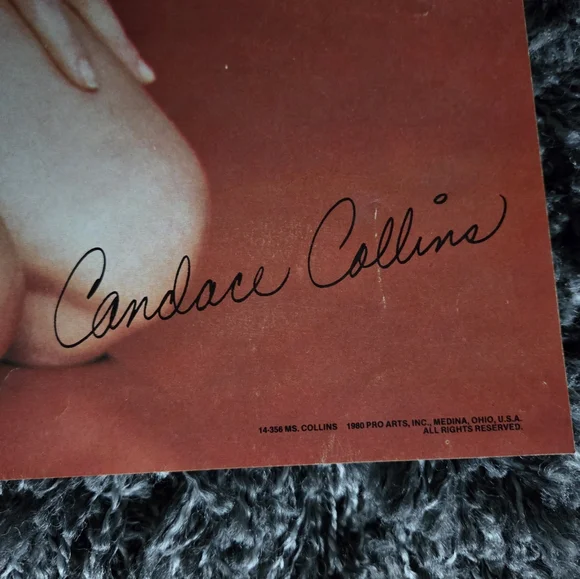 Candace Collins
14-356 MS. COLLINS 1980 PRO ARTS, INC., MEDINA, OHIO, U.S.A.
ALL RIGHTS RESERVED.